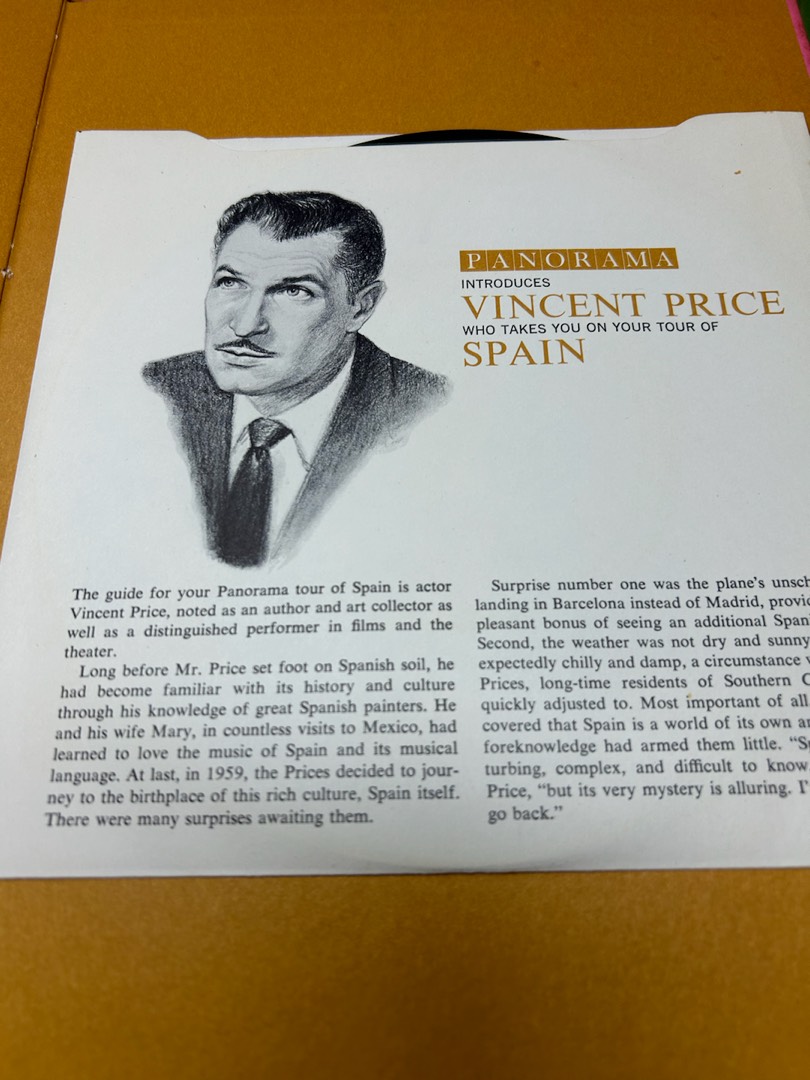 PANORAMA
INTRODUCES
VINCENT PRICE
WHO TAKES YOU ON YOUR TOUR OF
SPAIN
The guide for your Panorama tour of Spain is actor
Vincent Price, noted as an author and art collector as
well as a distinguished performer in films and the
theater.
Long before Mr. Price set foot on Spanish soil, he
had become familiar with its history and culture
through his knowledge of great Spanish painters. He
and his wife Mary, in countless visits to Mexico, had
learned to love the music of Spain and its musical
language. At last, in 1959, the Prices decided to jour-
ney to the birthplace of this rich culture, Spain itself.
There were many surprises awaiting them.
Surprise number one was the plane's
landing in Barcelona instead of Madrid,
pleasant bonus of seeing an additional
Second, the weather was not dry and sunny
expectedly chilly and damp, a circumstance
Prices, long-time residents of Southern
quickly adjusted to. Most important of all
covered that Spain is a world of its own
foreknowledge had armed them little.
turbing, complex, and difficult to know
Price, "but its very mystery is alluring.
go back."